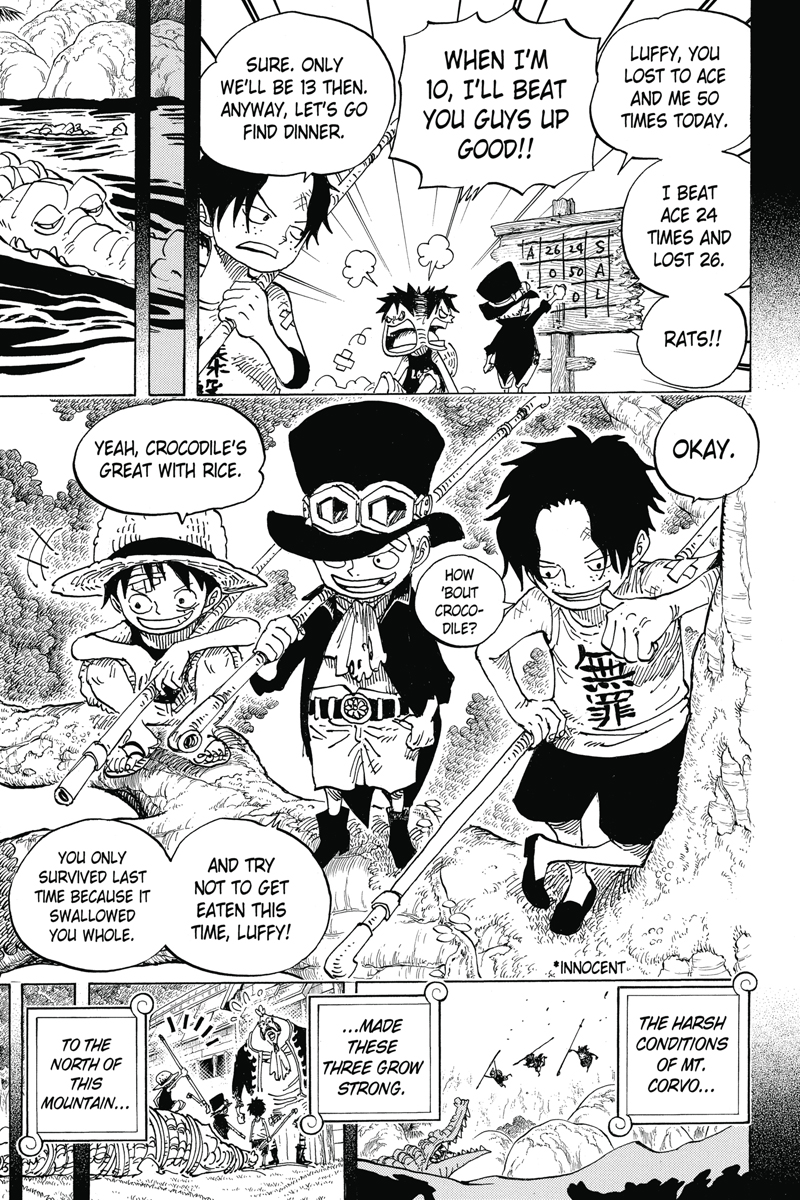 LUFFY, YOU
LOST TO ACE
AND ME 50
TIMES TODAY.
I BEAT
ACE 24
TIMES AND
LOST 26.
RATS!!
A 26 24 S
L 0 50 A
0 L
WHEN I'M
10, I'LL BEAT
YOU GUYS UP
GOOD!!
SURE. ONLY
WE'LL BE 13 THEN.
ANYWAY, LET'S GO
FIND DINNER.
OKAY.
HOW
'BOUT
CROCO-
DILE?
YEAH, CROCODILE'S
GREAT WITH RICE.
無罪
*INNOCENT
AND TRY
NOT TO GET
EATEN THIS
TIME, LUFFY!
YOU ONLY
SURVIVED LAST
TIME BECAUSE IT
SWALLOWED
YOU WHOLE.
THE HARSH
CONDITIONS
OF MT.
CORVO...
...MADE
THESE
THREE GROW
STRONG.
TO THE
NORTH OF
THIS
MOUNTAIN...